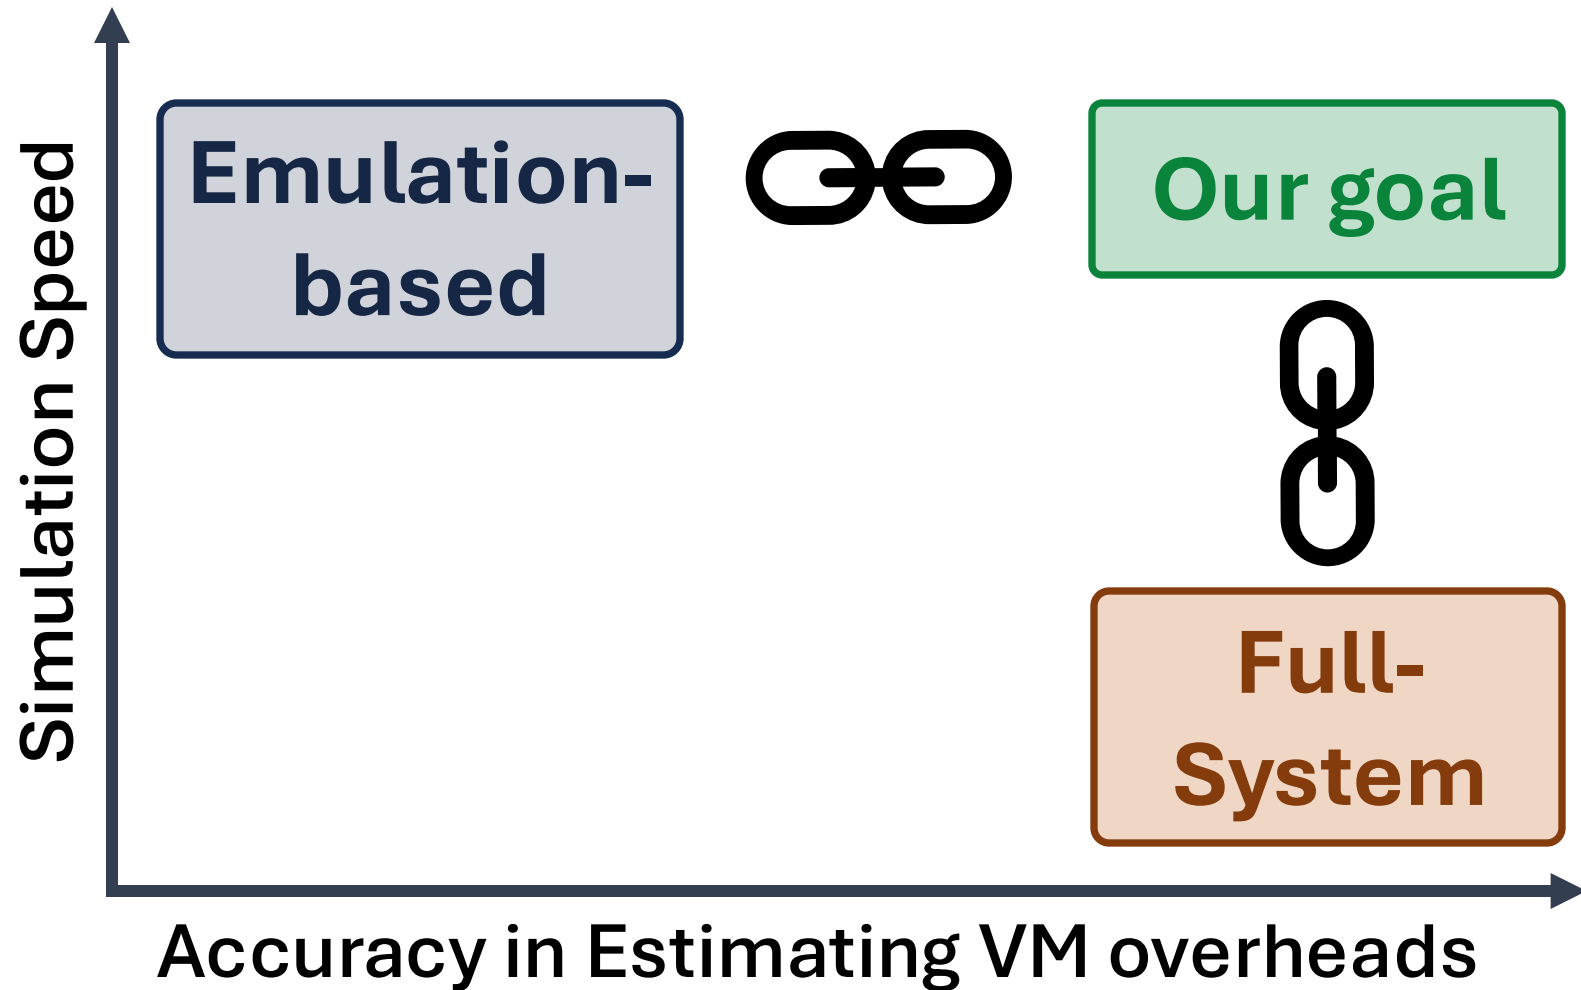 Simulation Speed
Emulation-
based
Our goal
Full-
System
Accuracy in Estimating VM overheads